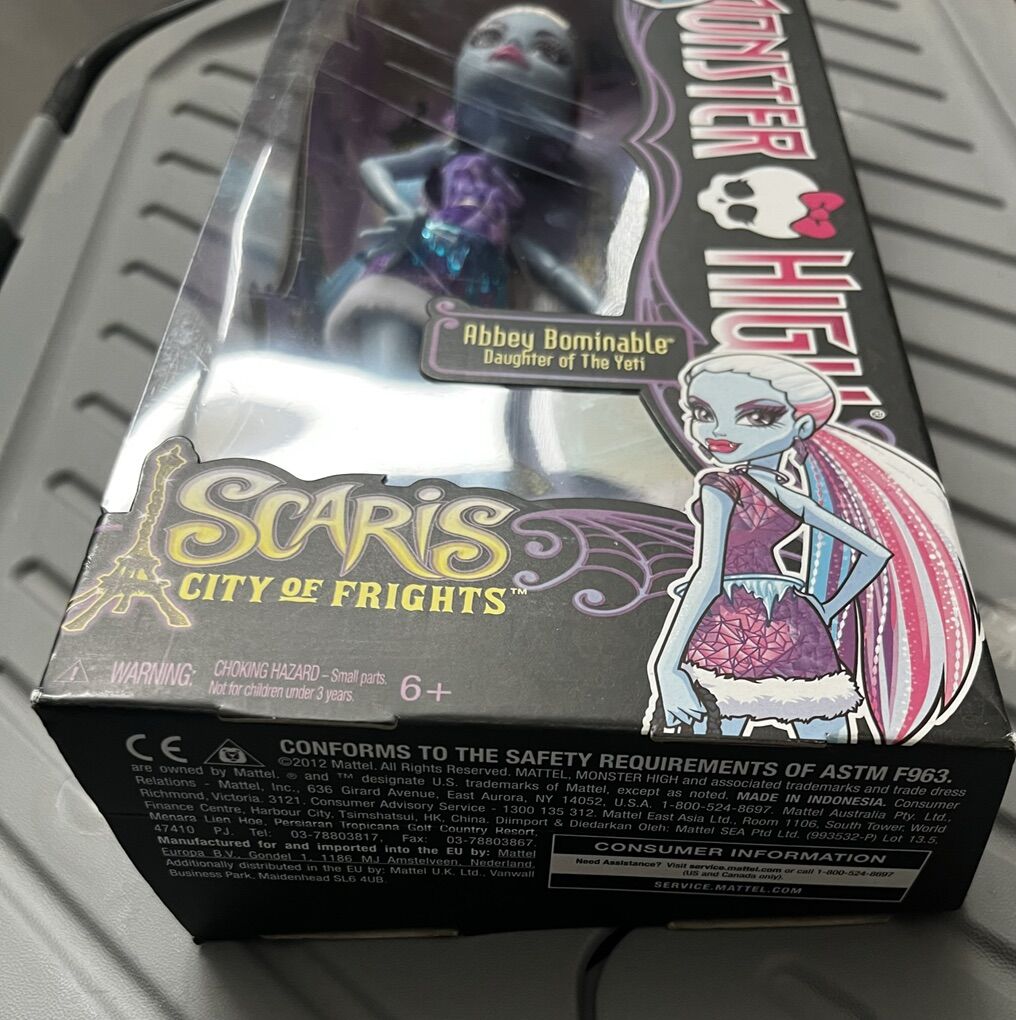 MONSTER HIGH®
Abbey Bominable™
Daughter of The Yeti
SCARIS
CITY OF FRIGHTS™
WARNING: CHOKING HAZARD – Small parts.
Not for children under 3 years.
6+
CE
CONFORMS TO THE SAFETY REQUIREMENTS OF ASTM F963.
©2012 Mattel. All Rights Reserved. MATTEL, MONSTER HIGH and associated trademarks and trade dress
are owned by Mattel. ® and ™ designate U.S. trademarks of Mattel, except as noted. MADE IN INDONESIA. Consumer
Relations - Mattel, Inc., 636 Girard Avenue, East Aurora, NY 14052, U.S.A. 1-800-524-8697. Mattel Australia Pty. Ltd.,
Richmond, Victoria. 3121. Consumer Advisory Service - 1300 135 312. Mattel East Asia Ltd., Room 1106, South Tower, World
Finance Centre, Harbour City, Tsimshatsui, HK, China. Diimport & Diedarkan Oleh: Mattel SEA Ptd Ltd. (993532-P) Lot 13.5,
Menara Lien Hoe, Persiaran Tropicana Golf Country Resort,
47410 PJ. Tel: 03-78803817, Fax: 03-78803867.
Manufactured for and imported into the EU by: Mattel
Europa B.V., Gondel 1, 1186 MJ Amstelveen, Nederland.
Additionally distributed in the EU by: Mattel U.K. Ltd., Vanwall
Business Park, Maidenhead SL6 4UB.
CONSUMER INFORMATION
Need Assistance? Visit service.mattel.com or call 1-800-524-8697
(US and Canada only).
SERVICE.MATTEL.COM